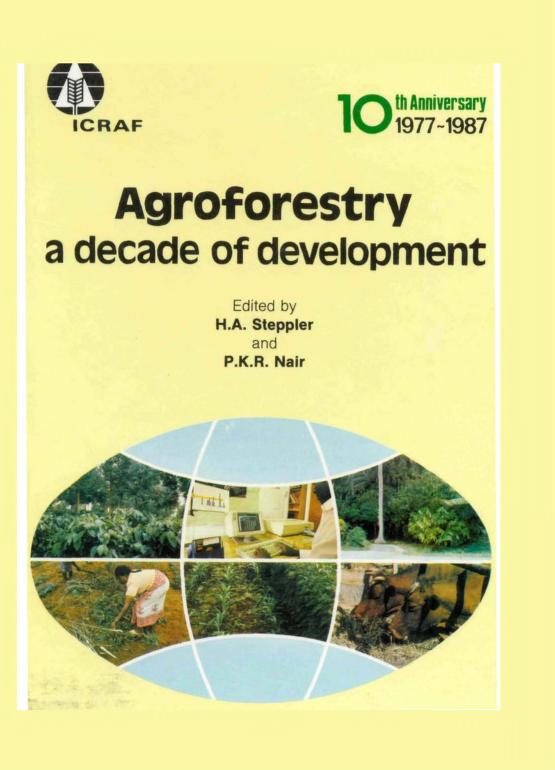 ICRAF
10th Anniversary
1977~1987
Agroforestry
a decade of development
Edited by
H.A. Steppler
and
P.K.R. Nair